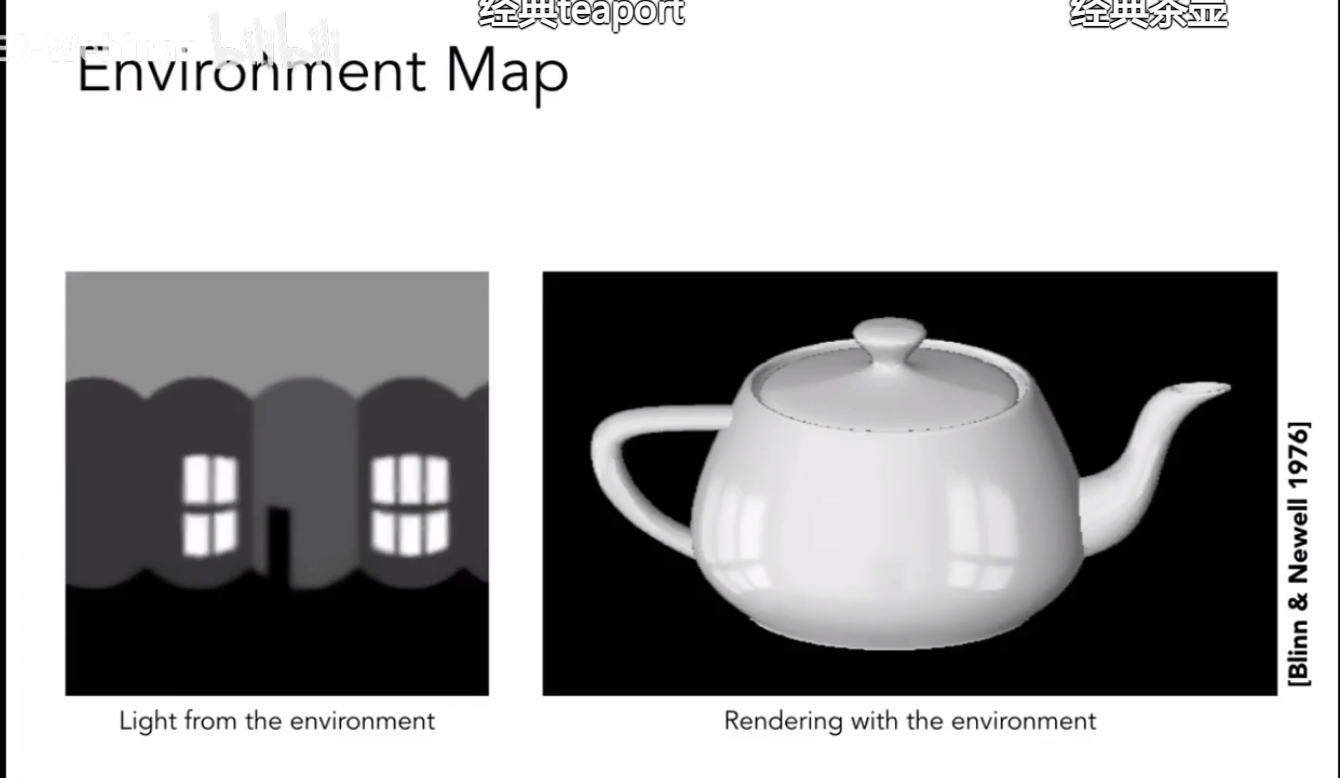 经典teaport
经典茶壶
bilibili
Environment Map
Light from the environment
Rendering with the environment
[Blinn & Newell 1976]